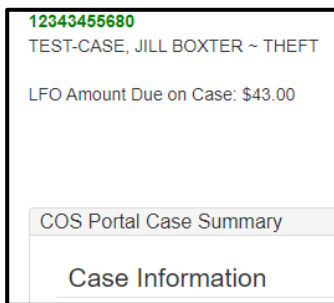 12343455680
TEST-CASE, JILL BOXTER ~ THEFT
LFO Amount Due on Case: $43.00
COS Portal Case Summary
Case Information